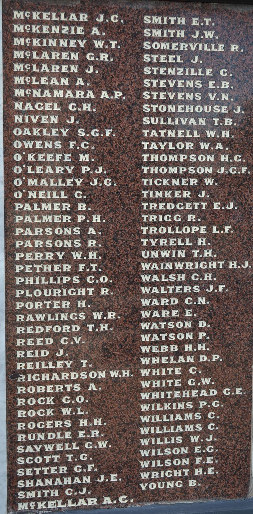 McKELLAR J.C.
McKENZIE A.
McKINNEY W.T.
McLAREN G.R.
McLAREN J.
McLEAN A.
McNAMARA A.P.
NAGEL C.H.
NIVEN J.
OAKLEY S.G.F.
OWENS F.C.
O'KEEFE M.
O'LEARY P.J.
O'MALLEY J.G.
O'NEILL C.
PALMER B.
PALMER P.H.
PARSONS A.
PARSONS R.
PERRY W.H.
PETHER F.T.
PHILLIPS G.O.
PLOURIGHT R.
PORTER H.
RAWLINGS W.R.
REDFORD T.H.
REED G.V.
REID J.
REILLEY T.
RICHARDSON W.H.
ROBERTS A.
ROCK G.O.
ROCK W.L.
ROGERS H.H.
RUNDLE E.R.
SAYWELL G.W.
SCOTT T.G.
SETTER G.F.
SHANAHAN J.E.
SMITH C.J.
McKELLAR A.C.
SMITH E.T.
SMITH J.W.
SOMERVILLE R.
STEEL J.
STENZILLE G.
STEVENS E.B.
STEVENS V.N.
STONEHOUSE J.
SULLIVAN T.B.
TATNELL W.H.
TAYLOR W.A.
THOMPSON H.G.
THOMPSON J.G.F.
TICKNER W.
TINKER J.
TREDGETT E.J.
TRIGG R.
TROLLOPE L.F.
TYRELL H.
UNWIN T.H.
WAINWRIGHT H.J.
WALSH C.H.
WALTERS J.F.
WARD C.N.
WARE E.
WATSON D.
WATSON P.
WEBB H.H.
WHELAN D.P.
WHITE C.
WHITE G.W.
WHITEHEAD G.E.
WILKINS P.G.
WILLIAMS C.
WILLIAMS C.
WILLIS W.J.
WILSON E.G.
WILSON F.E.
WRIGHT H.E.
YOUNG B.